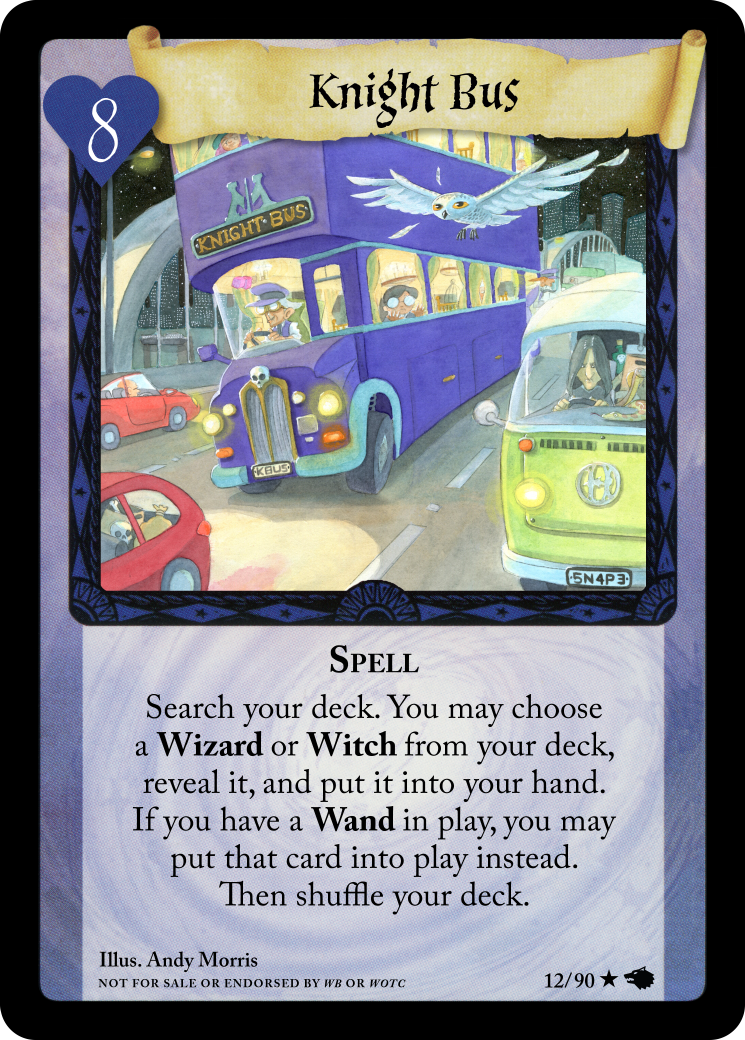 Knight Bus
8
KNIGHT BUS
KBUS
5N4P3
SPELL
Search your deck. You may choose
a Wizard or Witch from your deck,
reveal it, and put it into your hand.
If you have a Wand in play, you may
put that card into play instead.
Then shuffle your deck.
Illus. Andy Morris
NOT FOR SALE OR ENDORSED BY WB OR WOTC
12/90